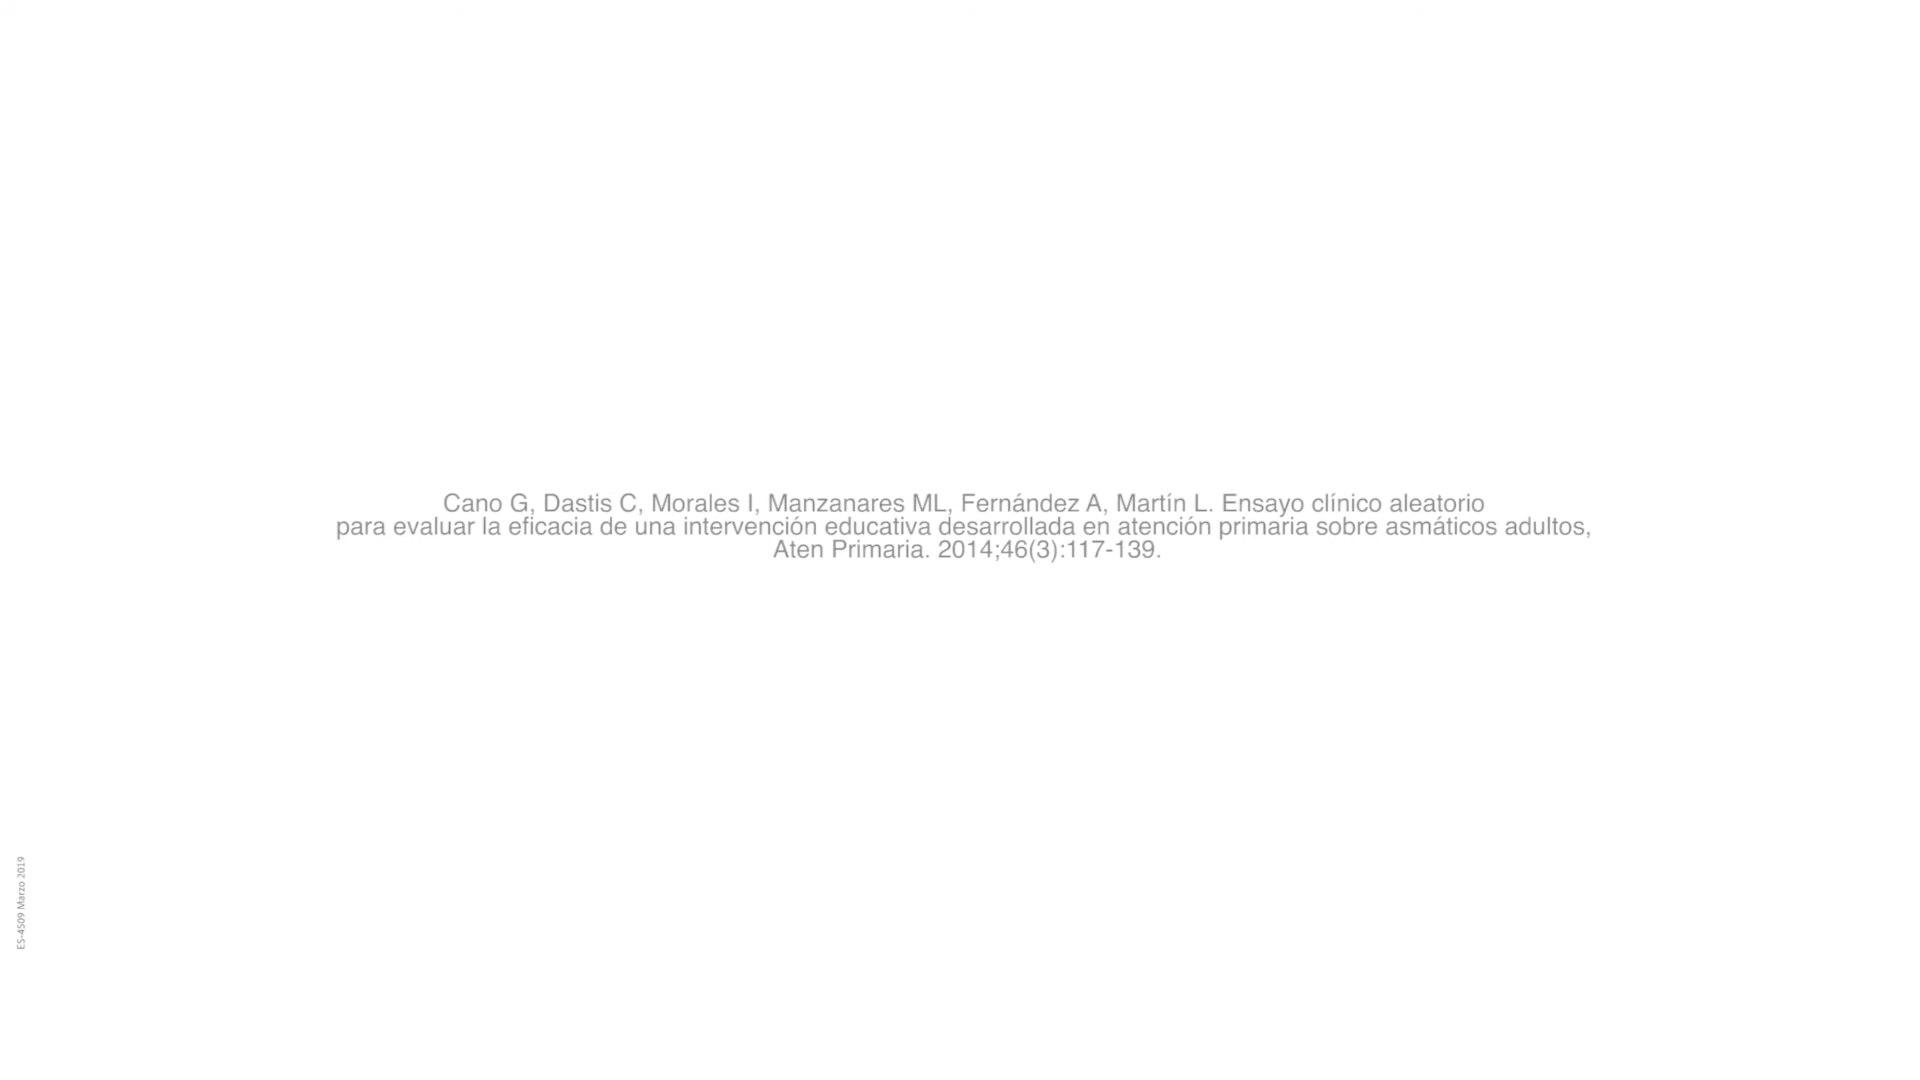 Cano G, Dastis C, Morales I, Manzanares ML, Fernández A, Martín L. Ensayo clínico aleatorio
para evaluar la eficacia de una intervención educativa desarrollada en atención primaria sobre asmáticos adultos,
Aten Primaria. 2014;46(3):117-139.
ES-4509 Marzo 2019